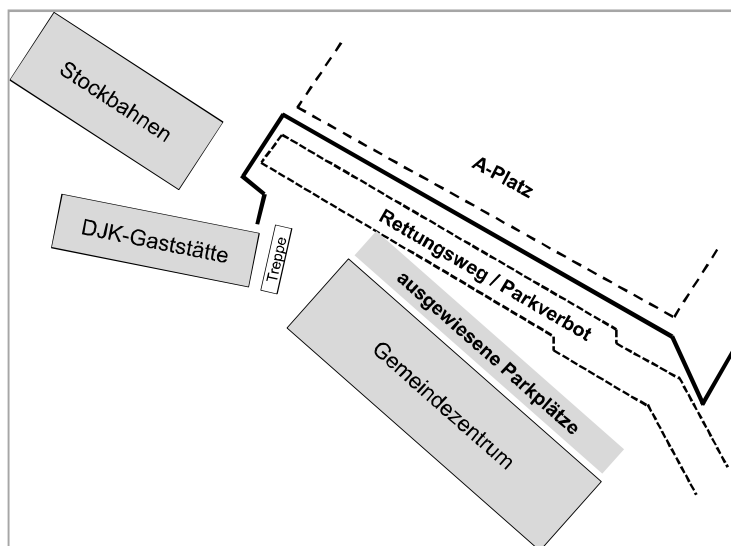 Stockbahnen
A-Platz
DJK-Gaststätte
Treppe
Rettungsweg / Parkverbot
ausgewiesene Parkplätze
Gemeindezentrum